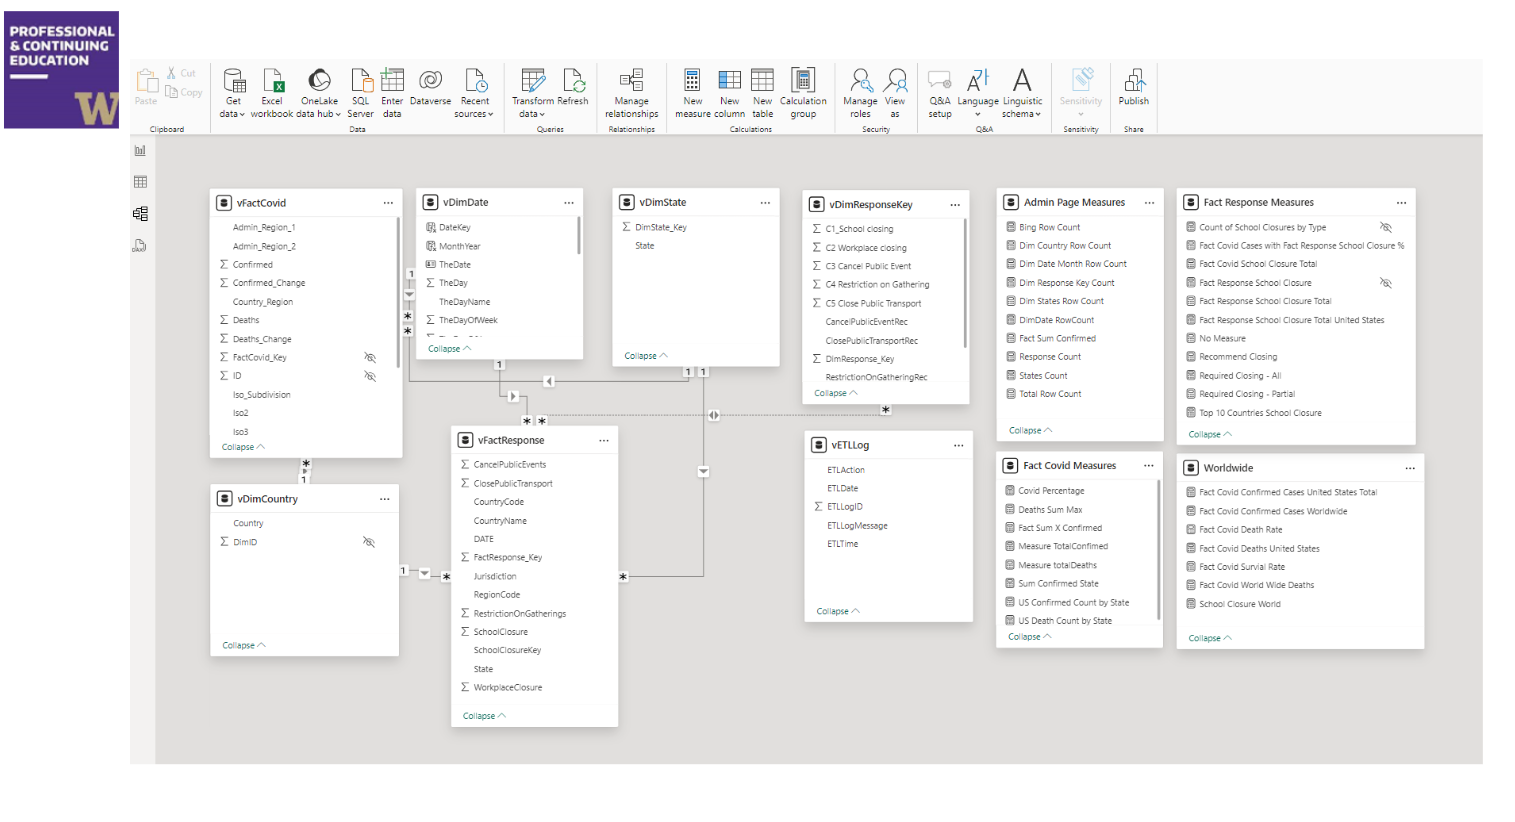 PROFESSIONAL
& CONTINUING
EDUCATION
W
Paste
Cut
Copy
Clipboard
Get
data
Excel
workbook
OneLake
data hub
SQL
Server
Enter
data
Dataverse
Recent
sources
Data
Transform
data
Refresh
Queries
Manage
relationships
Relationships
New
measure
New
column
New
table
Calculation
group
Calculations
Manage
roles
View
as
Security
Q&A
setup
Language
Linguistic
schema
Q&A
Sensitivity
Sensitivity
Publish
Share
vFactCovid
Admin_Region_1
Admin_Region_2
Confirmed
Confirmed_Change
Country_Region
Deaths
Deaths_Change
FactCovid_Key
ID
Iso_Subdivision
Iso2
Iso3
Collapse
vDimDate
DateKey
MonthYear
TheDate
TheDay
TheDayName
TheDayOfWeek
Collapse
vDimState
DimState_Key
State
Collapse
vDimResponseKey
C1_School closing
C2 Workplace closing
C3 Cancel Public Event
C4 Restriction on Gathering
C5 Close Public Transport
CancelPublicEventRec
ClosePublicTransportRec
DimResponse_Key
RestrictionOnGatheringRec
Collapse
Admin Page Measures
Bing Row Count
Dim Country Row Count
Dim Date Month Row Count
Dim Response Key Count
Dim States Row Count
DimDate RowCount
Fact Sum Confirmed
Response Count
States Count
Total Row Count
Collapse
Fact Response Measures
Count of School Closures by Type
Fact Covid Cases with Fact Response School Closure %
Fact Covid School Closure Total
Fact Response School Closure
Fact Response School Closure Total
Fact Response School Closure Total United States
No Measure
Recommend Closing
Required Closing - All
Required Closing - Partial
Top 10 Countries School Closure
Collapse
1
*
*
1
1
1
*
*
*
*
1
1
*
*
vDimCountry
Country
DimID
Collapse
vFactResponse
CancelPublicEvents
ClosePublicTransport
CountryCode
CountryName
DATE
FactResponse_Key
Jurisdiction
RegionCode
RestrictionOnGatherings
SchoolClosure
SchoolClosureKey
State
WorkplaceClosure
Collapse
vETLLog
ETLAction
ETLDate
ETLLogID
ETLLogMessage
ETLTime
Collapse
Fact Covid Measures
Covid Percentage
Deaths Sum Max
Fact Sum X Confirmed
Measure TotalConfimed
Measure totalDeaths
Sum Confirmed State
US Confirmed Count by State
US Death Count by State
Collapse
Worldwide
Fact Covid Confirmed Cases United States Total
Fact Covid Confirmed Cases Worldwide
Fact Covid Death Rate
Fact Covid Deaths United States
Fact Covid Survial Rate
Fact Covid World Wide Deaths
School Closure World
Collapse